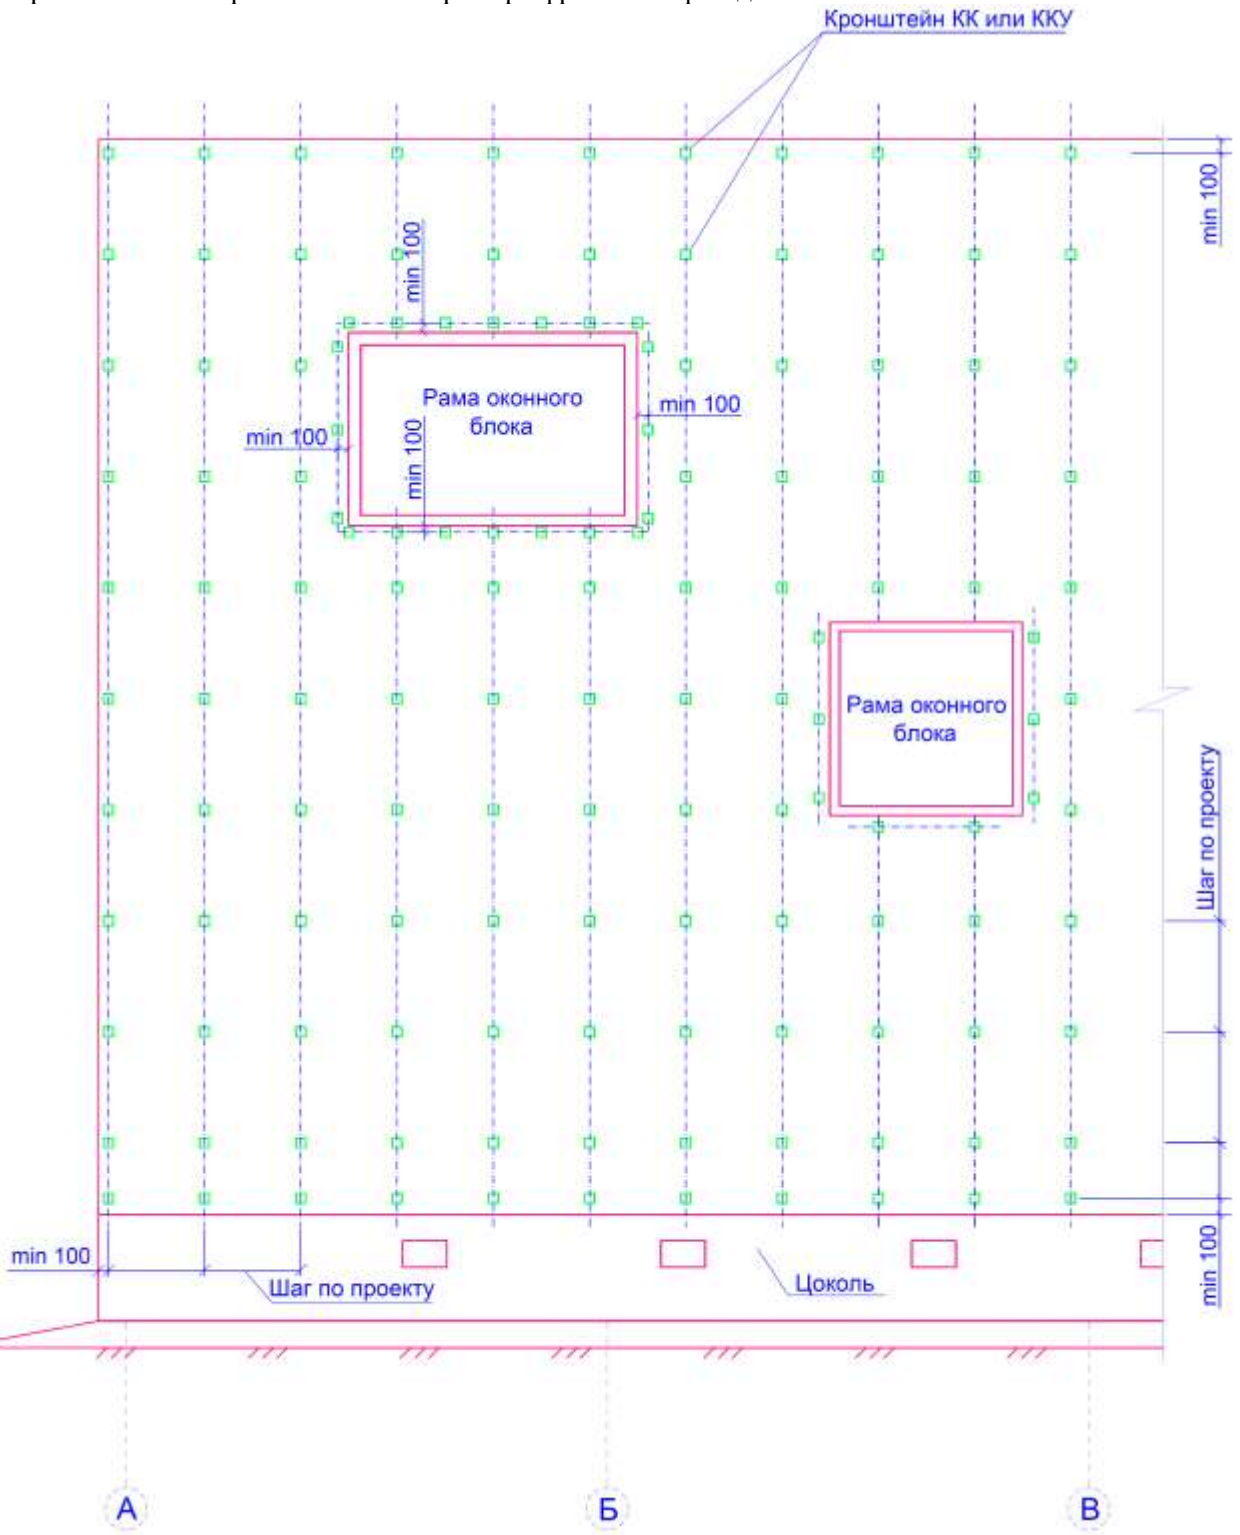 Кронштейн КК или ККУ
min 100
min 100
Рама оконного
блока
min 100
min 100
min 100
Рама оконного
блока
Шаг по проекту
min 100
Шаг по проекту
Цоколь
min 100
А
Б
В